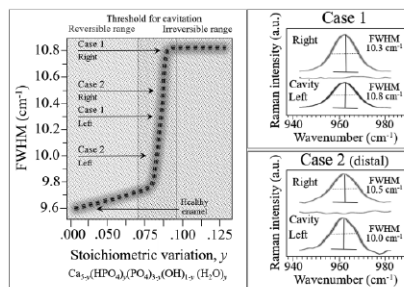 Threshold for cavitation
Reversible range Irreversible range
FWHM (cm⁻¹)
10.8
10.6
10.4
10.2
10.0
9.8
9.6
Case 1
Right
Case 2
Right
Case 1
Left
Case 2
Left
Healthy
enamel
.000 .025 .050 .075 .100 .125
Stoichiometric variation, y
Ca₅₋ᵧ(HPO₄)ᵧ(PO₄)₃₋ᵧ(OH)₁₋ᵧ (H₂O)ᵧ
Case 1
Raman intensity (a.u.)
Right
FWHM
10.3 cm⁻¹
Cavity
Left
FWHM
10.8 cm⁻¹
940 960 980
Wavenumber (cm⁻¹)
Case 2 (distal)
Raman intensity (a.u.)
Right
FWHM
10.5 cm⁻¹
Cavity
Left
FWHM
10.0 cm⁻¹
940 960 980
Wavenumber (cm⁻¹)